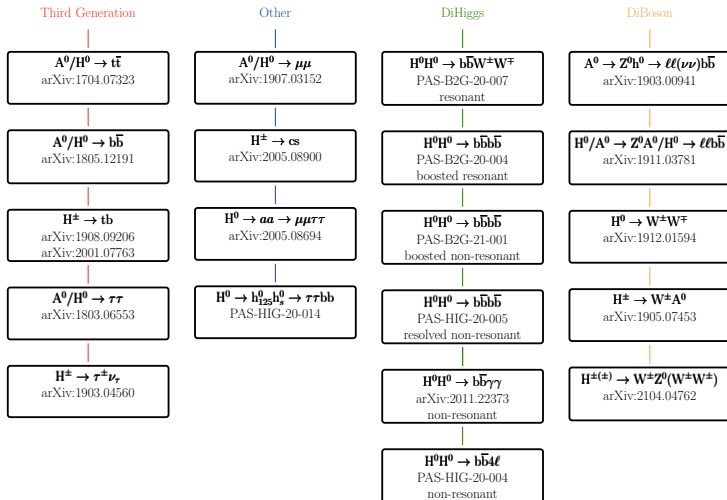 Third Generation
A⁰/H⁰ → tt̄
arXiv:1704.07323
A⁰/H⁰ → bb̅
arXiv:1805.12191
H± → tb
arXiv:1908.09206
arXiv:2001.07763
A⁰/H⁰ → ττ
arXiv:1803.06553
H± → τ±ντ
arXiv:1903.04560
Other
A⁰/H⁰ → μμ
arXiv:1907.03152
H± → cs
arXiv:2005.08900
H⁰ → aa → μμττ
arXiv:2005.08694
H⁰ → h⁰₁₂₅h⁰ₛ → ττbb
PAS-HIG-20-014
DiHiggs
H⁰H⁰ → bb̅W±W∓
PAS-B2G-20-007
resonant
H⁰H⁰ → bb̅bb̅
PAS-B2G-20-004
boosted resonant
H⁰H⁰ → bb̅bb̅
PAS-B2G-21-001
boosted non-resonant
H⁰H⁰ → bb̅bb̅
PAS-HIG-20-005
resolved non-resonant
H⁰H⁰ → bb̅γγ
arXiv:2011.22373
non-resonant
H⁰H⁰ → bb̅4ℓ
PAS-HIG-20-004
non-resonant
DiBoson
A⁰ → Z⁰h⁰ → ℓℓ(νν)bb̅
arXiv:1903.00941
H⁰/A⁰ → Z⁰A⁰/H⁰ → ℓℓbb̅
arXiv:1911.03781
H⁰ → W±W∓
arXiv:1912.01594
H± → W±A⁰
arXiv:1905.07453
H±(±) → W±Z⁰(W±W±)
arXiv:2104.04762